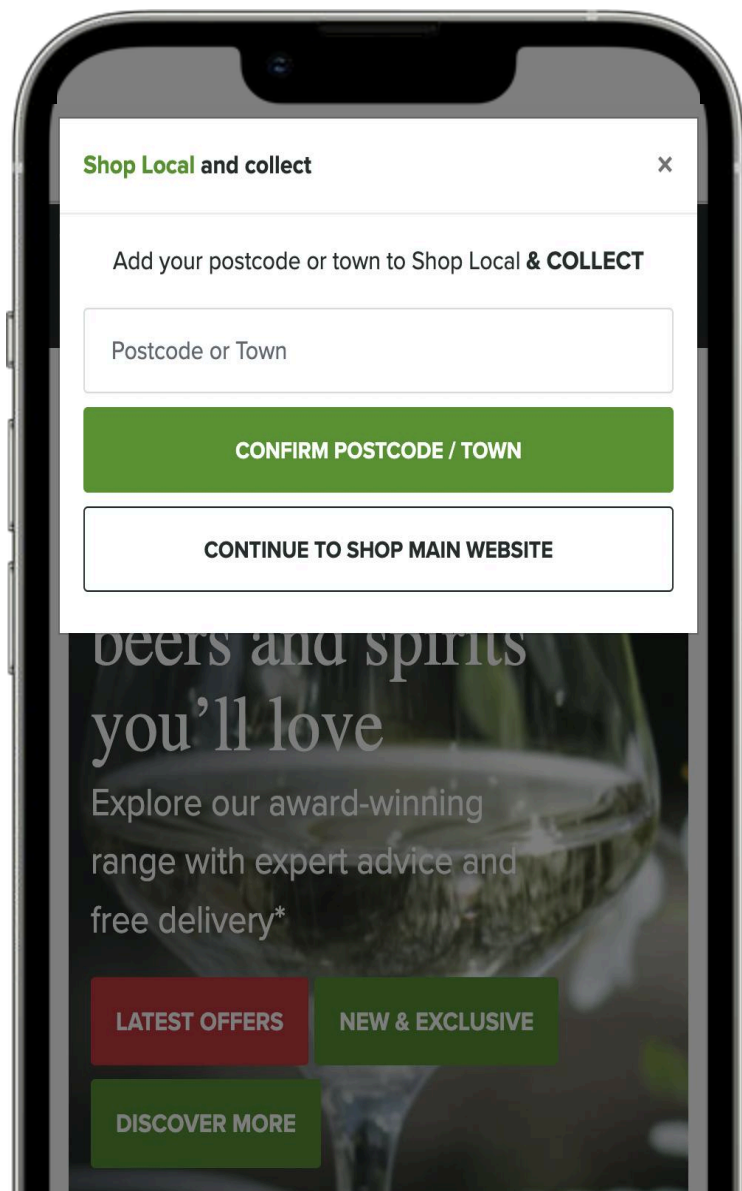 Shop Local and collect
×
Add your postcode or town to Shop Local & COLLECT
Postcode or Town
CONFIRM POSTCODE / TOWN
CONTINUE TO SHOP MAIN WEBSITE
beers and spirits
you’ll love
Explore our award-winning
range with expert advice and
free delivery*
LATEST OFFERS
NEW & EXCLUSIVE
DISCOVER MORE